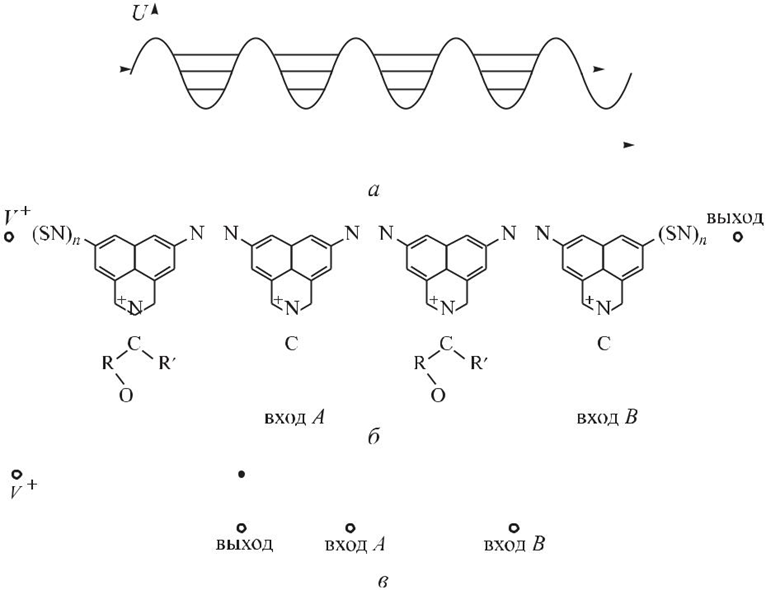 U
а
V+ (SN)n N N N N N N (SN)n выход
+N +N +N +N
C C C C
R R′ R R′
O O
вход A вход B
б
V+
выход вход A вход B
в